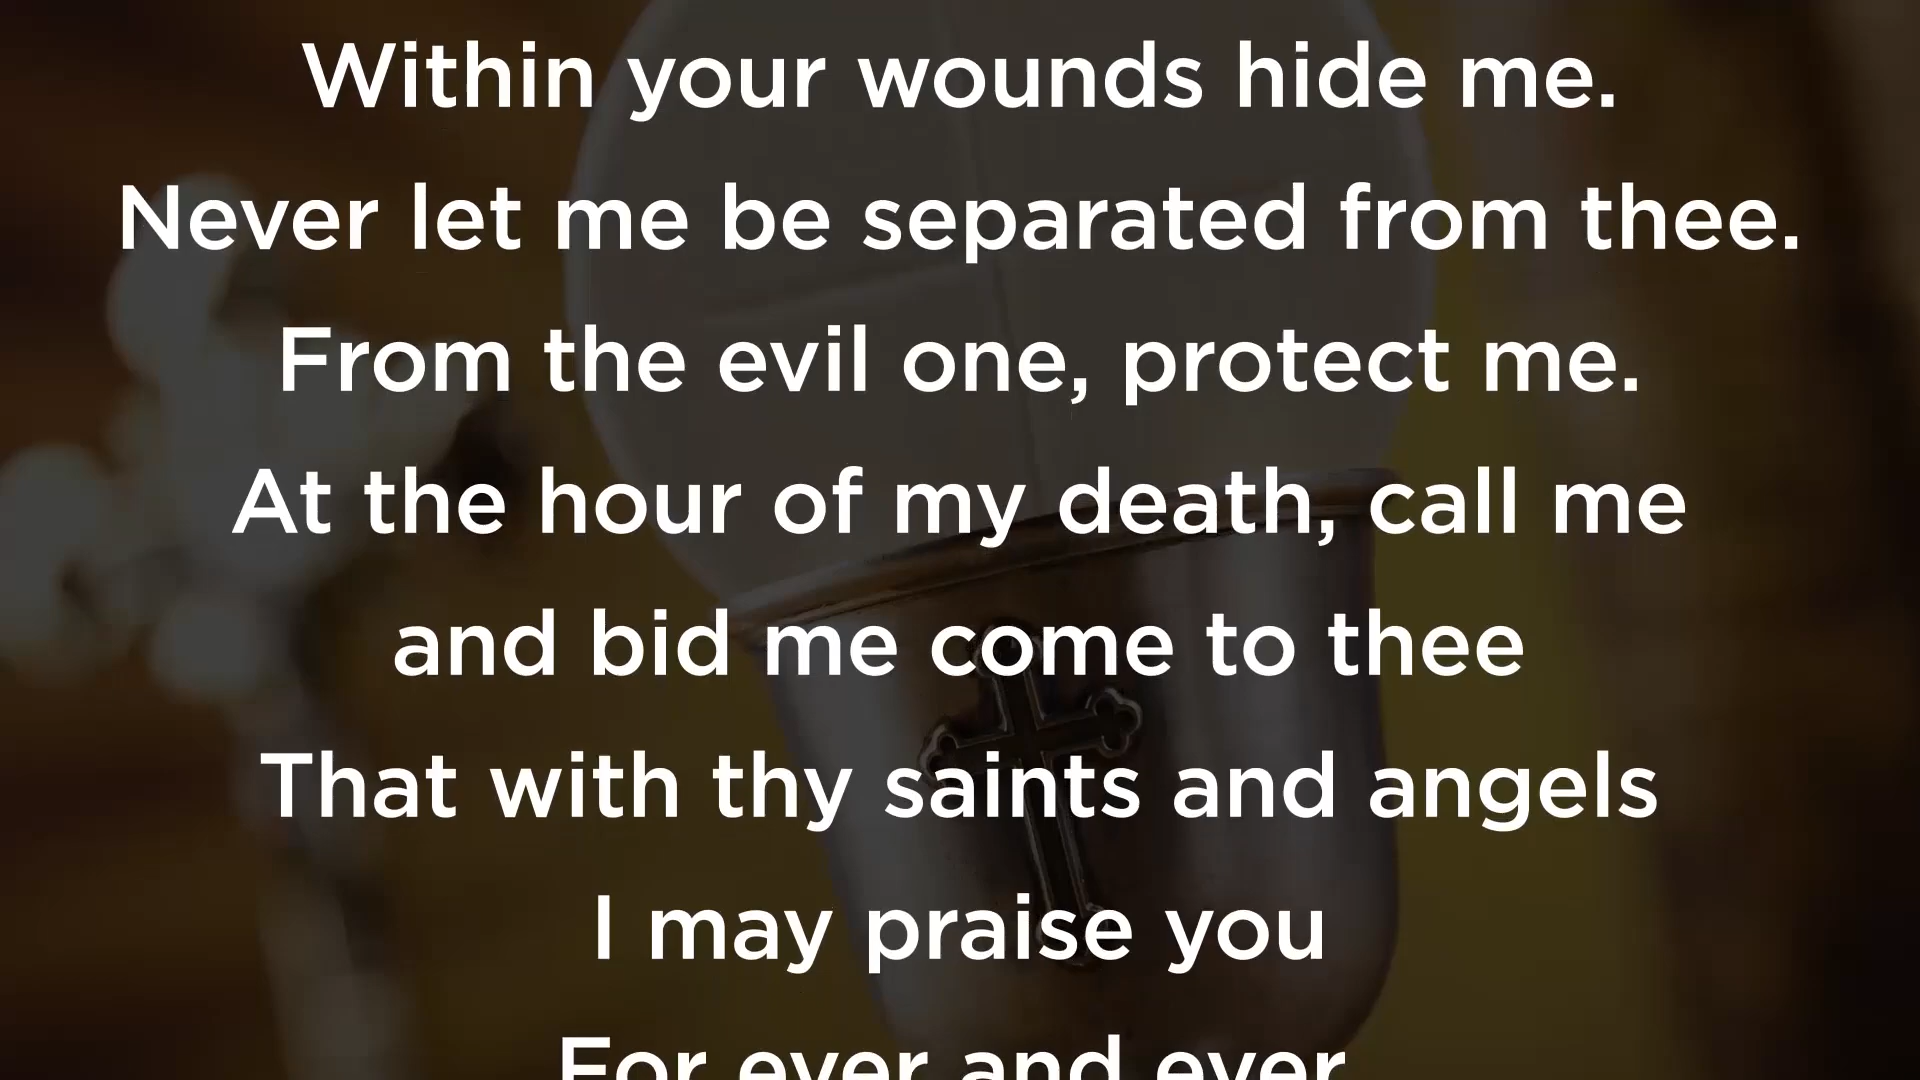 Within your wounds hide me.
Never let me be separated from thee.
From the evil one, protect me.
At the hour of my death, call me
and bid me come to thee
That with thy saints and angels
I may praise you
For ever and ever